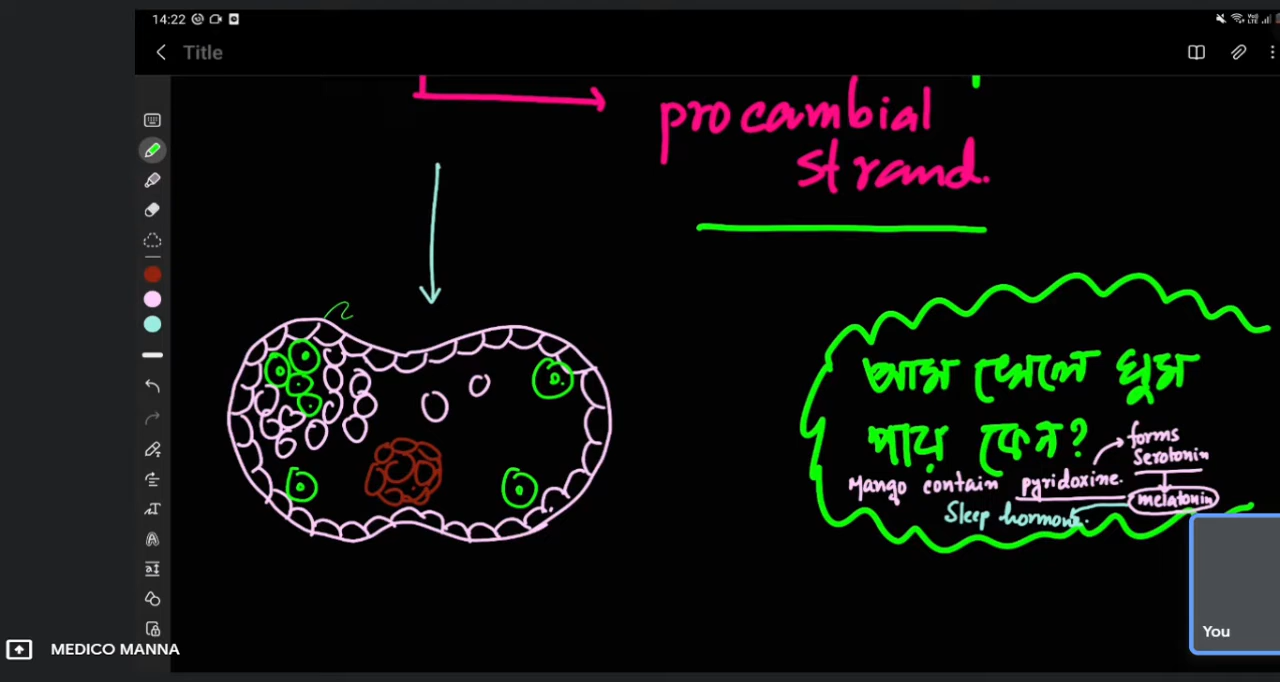 14:22
Title
procambial
strand.
আম খেলে ঘুম
পায় কেন?
forms
Serotonin
Mango contain pyridoxine.
melatonin
Sleep hormone.
You
MEDICO MANNA